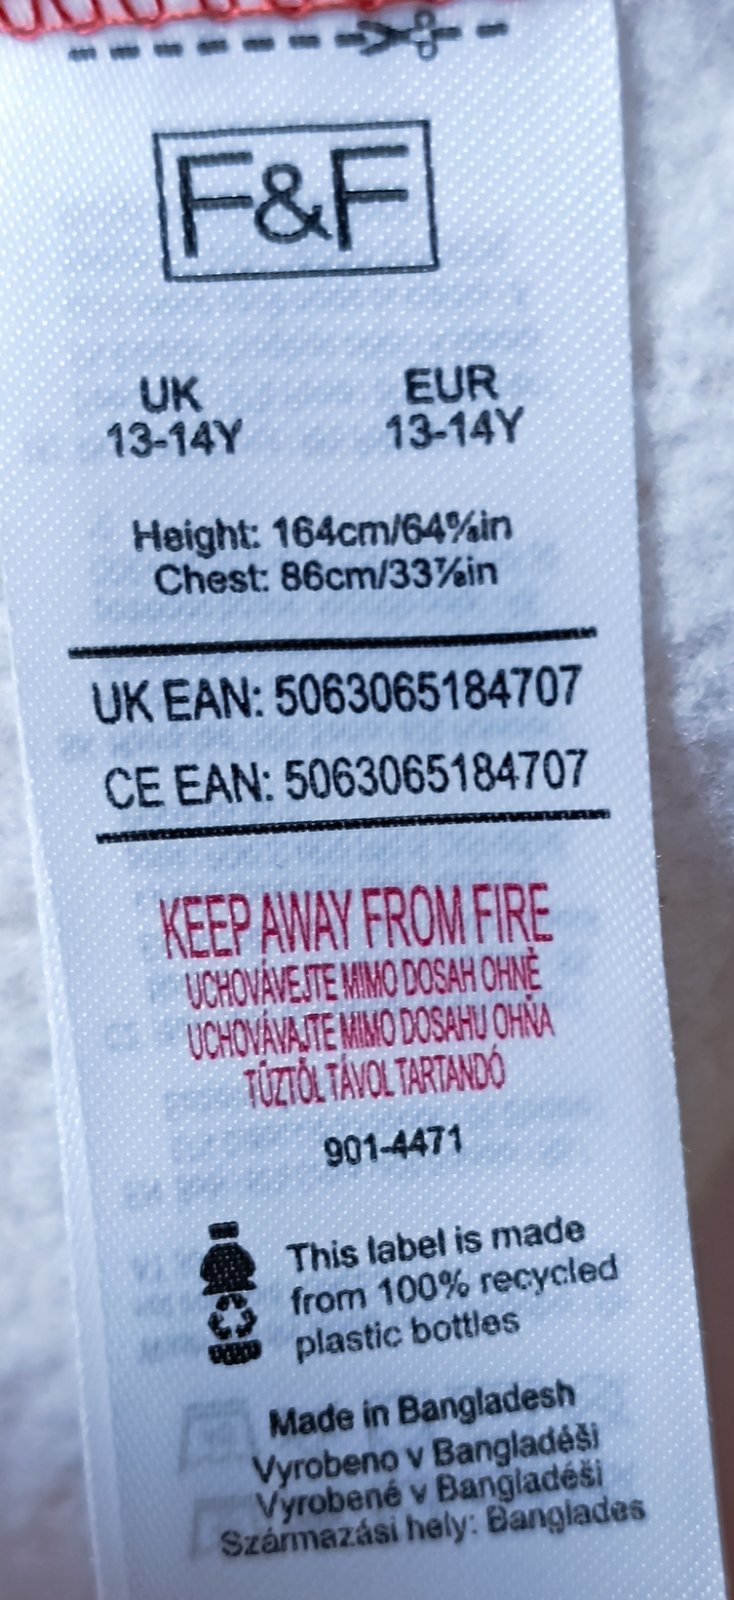 F&F
UK EUR
13-14Y 13-14Y
Height: 164cm/64⅝in
Chest: 86cm/33⅞in
UK EAN: 5063065184707
CE EAN: 5063065184707
KEEP AWAY FROM FIRE
UCHOVÁVEJTE MIMO DOSAH OHNĚ
UCHOVÁVAJTE MIMO DOSAHU OHŇA
TŰZTŐL TÁVOL TARTANDÓ
901-4471
This label is made
from 100% recycled
plastic bottles
Made in Bangladesh
Vyrobeno v Bangladéši
Vyrobené v Bangladéši
Származási hely: Banglades